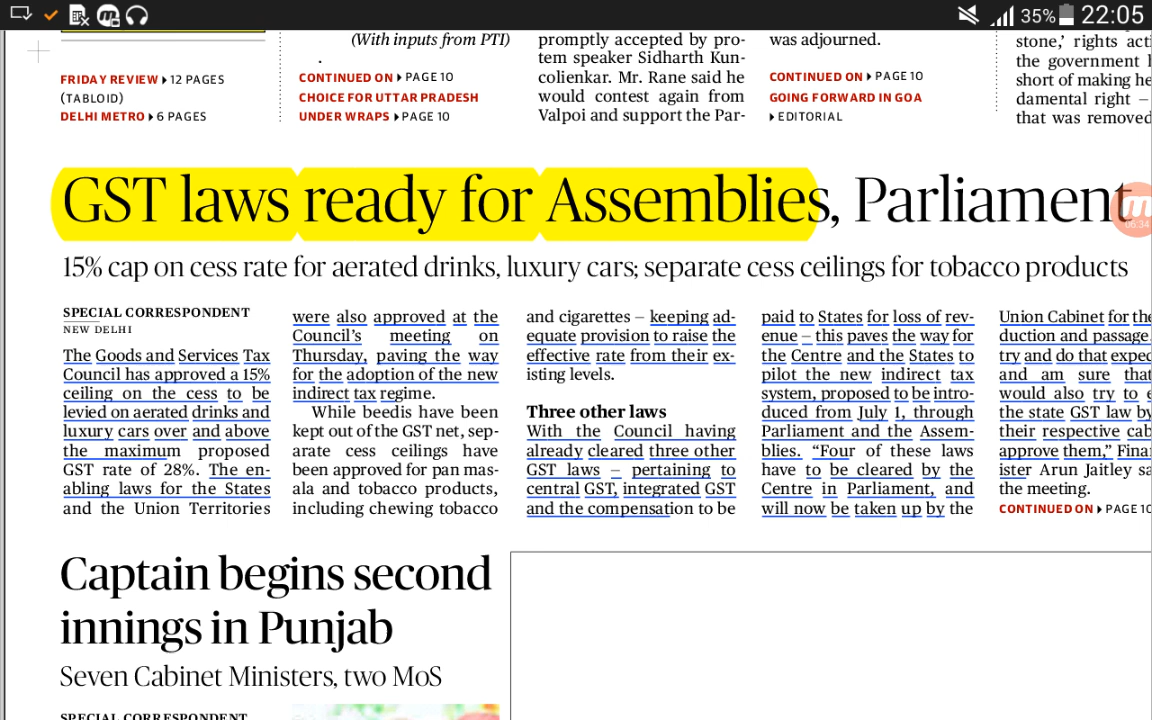 35% 22:05
(With inputs from PTI)
FRIDAY REVIEW 12 PAGES
(TABLOID)
DELHI METRO 6 PAGES
CONTINUED ON PAGE 10
CHOICE FOR UTTAR PRADESH
UNDER WRAPS PAGE 10
promptly accepted by pro-
tem speaker Sidharth Kun-
colienkar. Mr. Rane said he
would contest again from
Valpoi and support the Par-
was adjourned.
CONTINUED ON PAGE 10
GOING FORWARD IN GOA
EDITORIAL
stone,’ rights acti
the government
short of making he
damental right –
that was removed
GST laws ready for Assemblies, Parliament
06:34
15% cap on cess rate for aerated drinks, luxury cars; separate cess ceilings for tobacco products
SPECIAL CORRESPONDENT
NEW DELHI
The Goods and Services Tax
Council has approved a 15%
ceiling on the cess to be
levied on aerated drinks and
luxury cars over and above
the maximum proposed
GST rate of 28%. The en-
abling laws for the States
and the Union Territories
were also approved at the
Council’s meeting on
Thursday, paving the way
for the adoption of the new
indirect tax regime.
While beedis have been
kept out of the GST net, sep-
arate cess ceilings have
been approved for pan mas-
ala and tobacco products,
including chewing tobacco
and cigarettes – keeping ad-
equate provision to raise the
effective rate from their ex-
isting levels.
Three other laws
With the Council having
already cleared three other
GST laws – pertaining to
central GST, integrated GST
and the compensation to be
paid to States for loss of rev-
enue – this paves the way for
the Centre and the States to
pilot the new indirect tax
system, proposed to be intro-
duced from July 1, through
Parliament and the Assem-
blies. “Four of these laws
have to be cleared by the
Centre in Parliament, and
will now be taken up by the
Union Cabinet for the
duction and passage
try and do that exped
and am sure that
would also try to e
the state GST law by
their respective cab
approve them,” Fina
ister Arun Jaitley sa
the meeting.
CONTINUED ON PAGE 10
Captain begins second
innings in Punjab
Seven Cabinet Ministers, two MoS
SPECIAL CORRESPONDENT